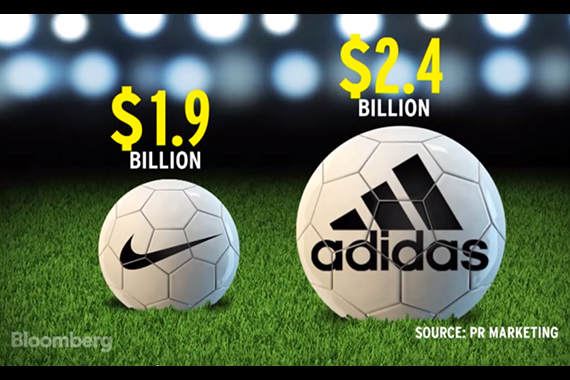 $1.9
BILLION
$2.4
BILLION
adidas
Bloomberg
SOURCE: PR MARKETING